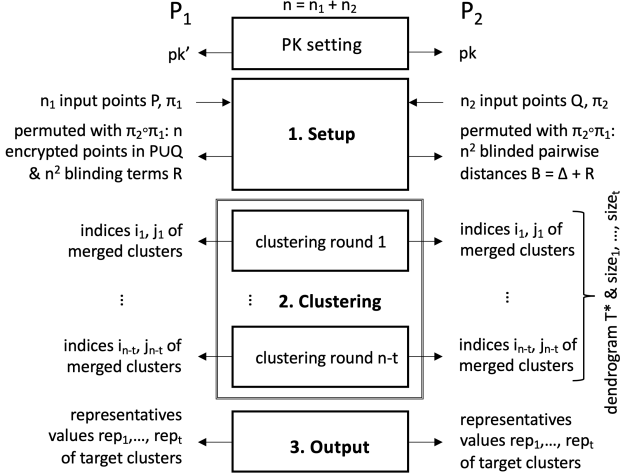 P₁
n = n₁ + n₂
P₂
PK setting
pk'
pk
n₁ input points P, π₁
n₂ input points Q, π₂
1. Setup
permuted with π₂∘π₁: n
encrypted points in PUQ
& n² blinding terms R
permuted with π₂∘π₁:
n² blinded pairwise
distances B = Δ + R
indices i₁, j₁ of
merged clusters
clustering round 1
indices i₁, j₁ of
merged clusters
⋮
⋮
2. Clustering
⋮
indices iₙ₋ₜ, jₙ₋ₜ of
merged clusters
clustering round n-t
indices iₙ₋ₜ, jₙ₋ₜ of
merged clusters
dendrogram T* & size₁, ..., sizeₜ
representatives
values rep₁,..., repₜ
of target clusters
3. Output
representatives
values rep₁,..., repₜ
of target clusters